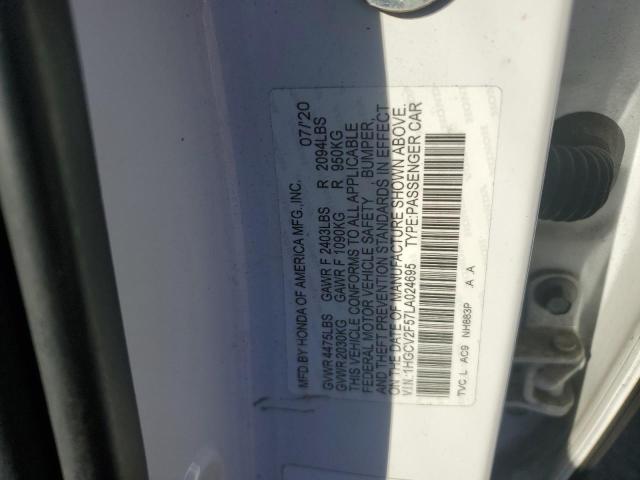 MFD.BY HONDA OF AMERICA MFG.,INC. 07/'20
GVWR 4475LBS GAWR F 2403LBS R 2094LBS
GVWR 2030KG GAWR F 1090KG R 950KG
THIS VEHICLE CONFORMS TO ALL APPLICABLE
FEDERAL MOTOR VEHICLE SAFETY , BUMPER,
AND THEFT PREVENTION STANDARDS IN EFFECT
ON THE DATE OF MANUFACTURE SHOWN ABOVE.
V.I.N.:1HGCV2F57LA024695 TYPE:PASSENGER CAR
TVC:L AC9 NH883P A A